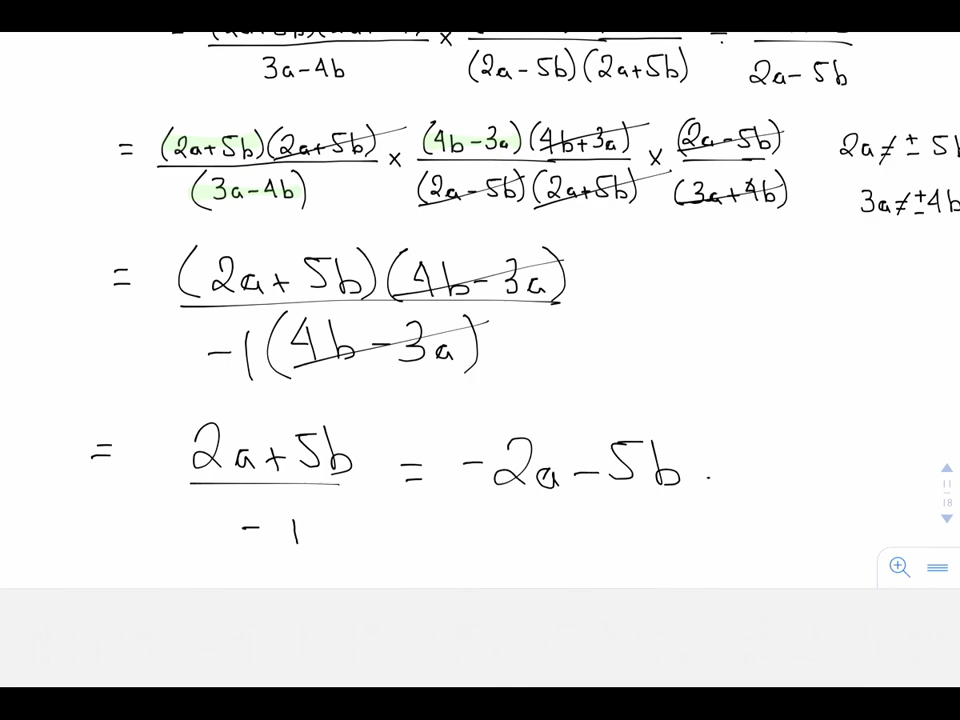 3a-4b × (2a-5b)(2a+5b) 2a-5b
= (2a+5b)(2a+5b) / (3a-4b) × (4b-3a)(4b+3a) / (2a-5b)(2a+5b) × (2a-5b) / (3a+4b) 2a≠±5b
3a≠±4b
= (2a+5b)(4b-3a)
-1(4b-3a)
= 2a+5b / -1 = -2a-5b.
11
18